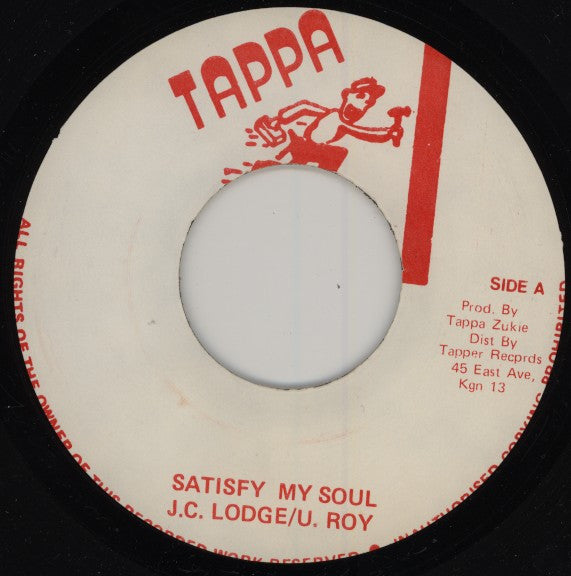 TAPPA
SIDE A
Prod. By
Tappa Zukie
Dist By
Tapper Recprds
45 East Ave,
Kgn 13
SATISFY MY SOUL
J.C. LODGE/U. ROY
ALL RIGHTS OF THE OWNER OF THIS RECORDED WORK RESERVED ● UNAUTHORISED COPYING PROHIBITED